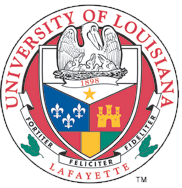 UNIVERSITY OF LOUISIANA
1898
FORTITER
FELICITER
FIDELITER
LAFAYETTE
TM